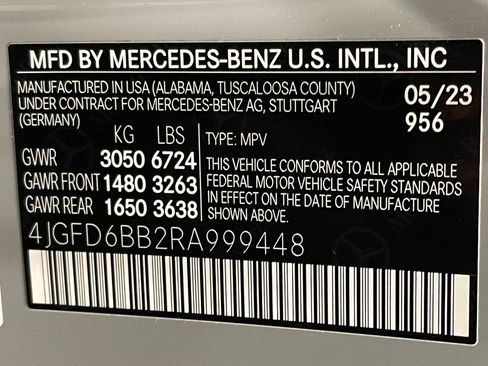 MFD BY MERCEDES-BENZ U.S. INTL., INC
MANUFACTURED IN USA (ALABAMA, TUSCALOOSA COUNTY) 05/23
UNDER CONTRACT FOR MERCEDES-BENZ AG, STUTTGART
(GERMANY) 956
KG LBS TYPE: MPV
GVWR 3050 6724
GAWR FRONT 1480 3263
GAWR REAR 1650 3638
THIS VEHICLE CONFORMS TO ALL APPLICABLE
FEDERAL MOTOR VEHICLE SAFETY STANDARDS
IN EFFECT ON THE DATE OF MANUFACTURE
SHOWN ABOVE.
4JGFD6BB2RA999448